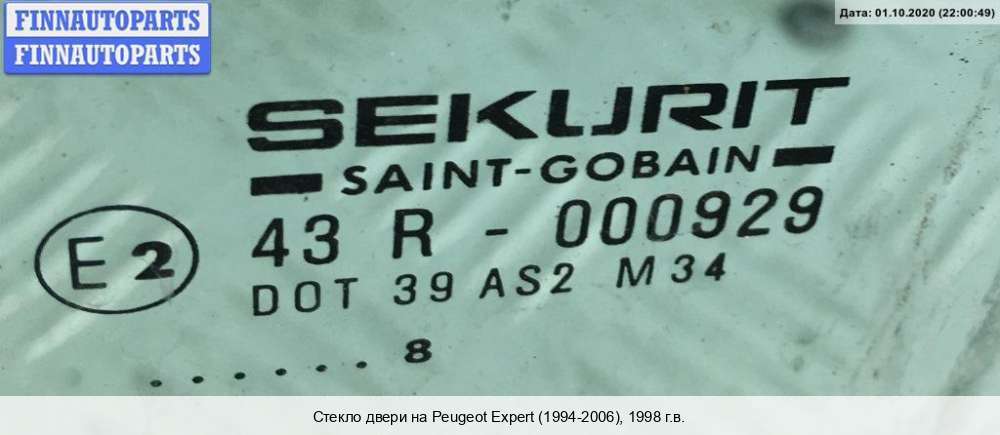 FINNAUTOPARTS
FINNAUTOPARTS
Дата: 01.10.2020 (22:00:49)
SEKURIT
SAINT-GOBAIN
E2
43 R - 000929
DOT 39 AS2 M34
...... 8
Стекло двери на Peugeot Expert (1994-2006), 1998 г.в.